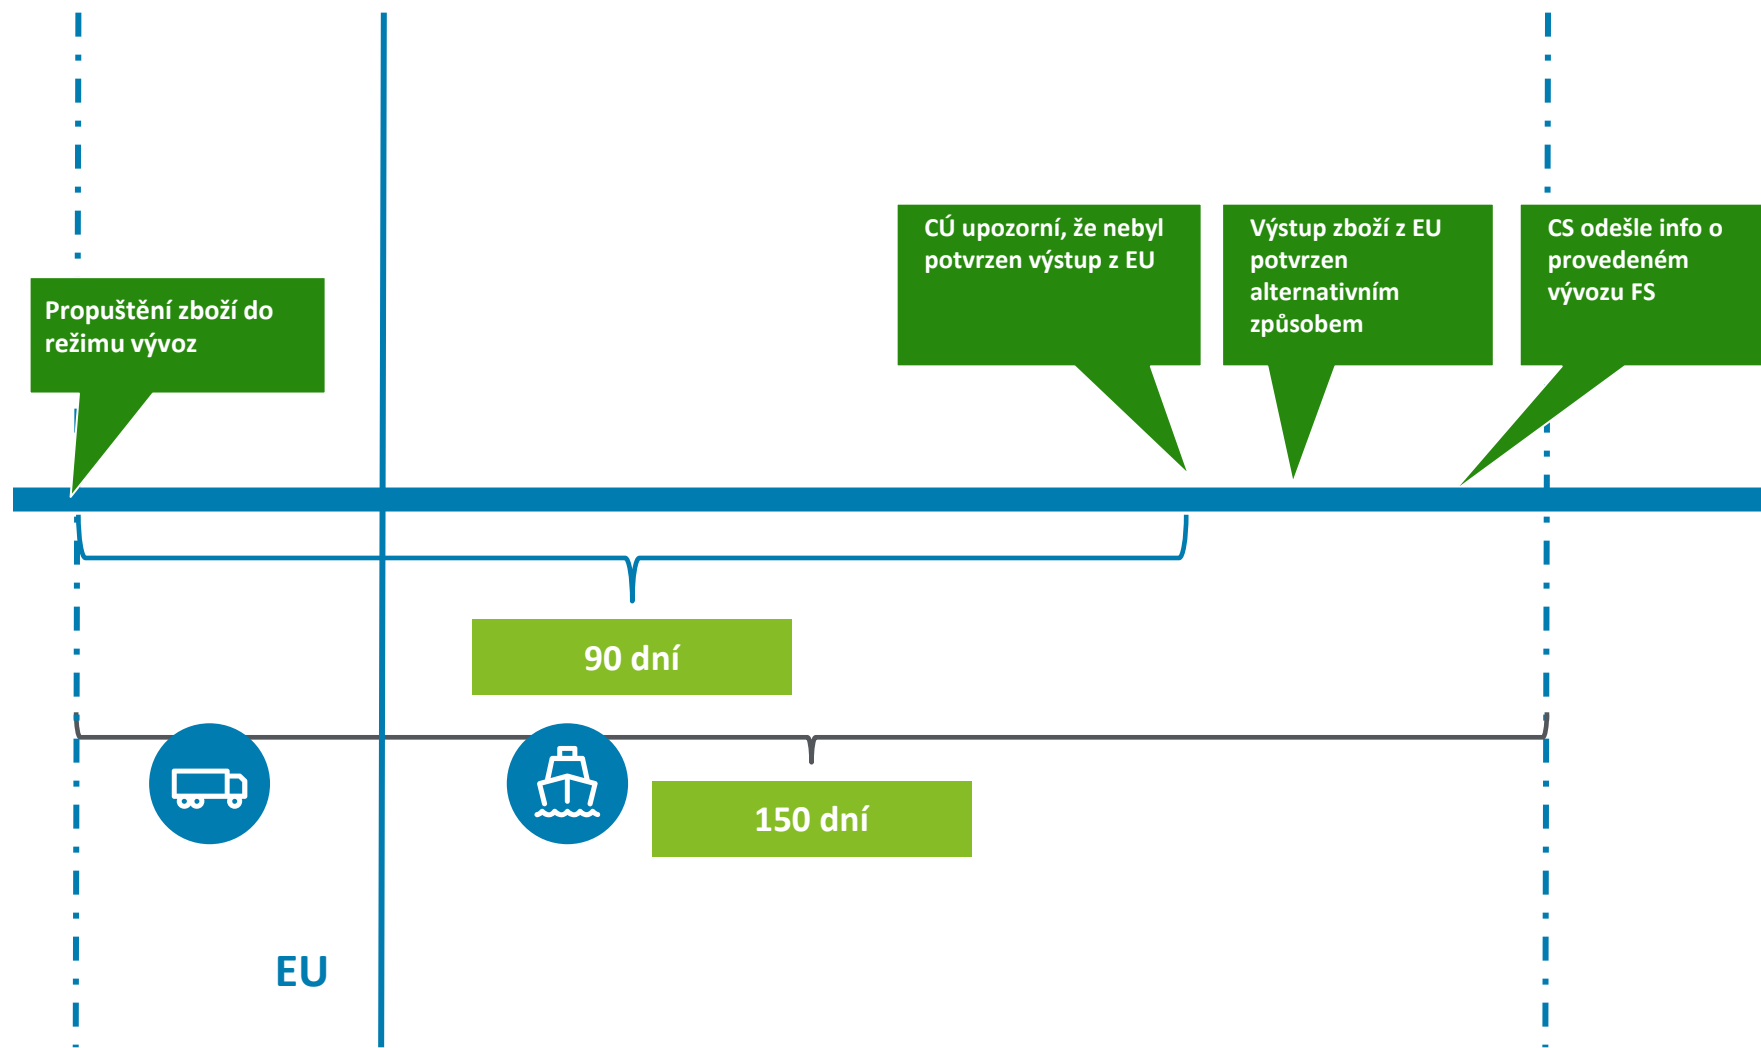 Propuštění zboží do
režimu vývoz
CÚ upozorní, že nebyl
potvrzen výstup z EU
Výstup zboží z EU
potvrzen
alternativním
způsobem
CS odešle info o
provedeném
vývozu FS
90 dní
150 dní
EU